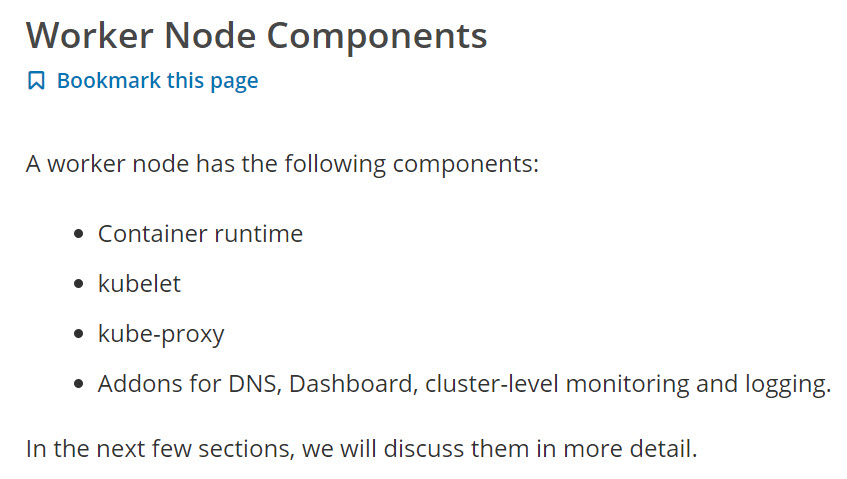 Worker Node Components
Bookmark this page
A worker node has the following components:
• Container runtime
• kubelet
• kube-proxy
• Addons for DNS, Dashboard, cluster-level monitoring and logging.
In the next few sections, we will discuss them in more detail.